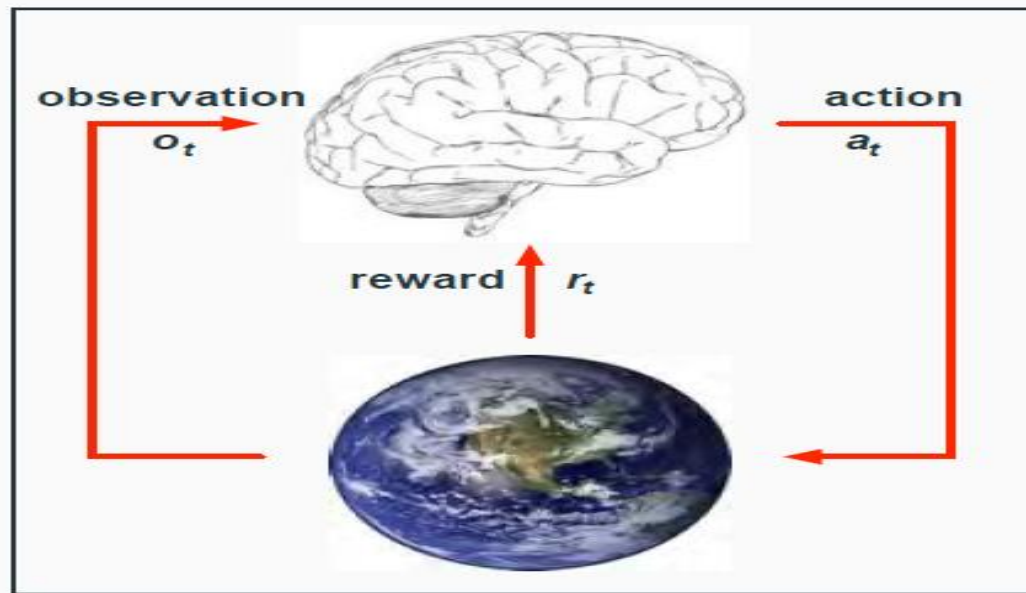 observation
o_t
action
a_t
reward r_t